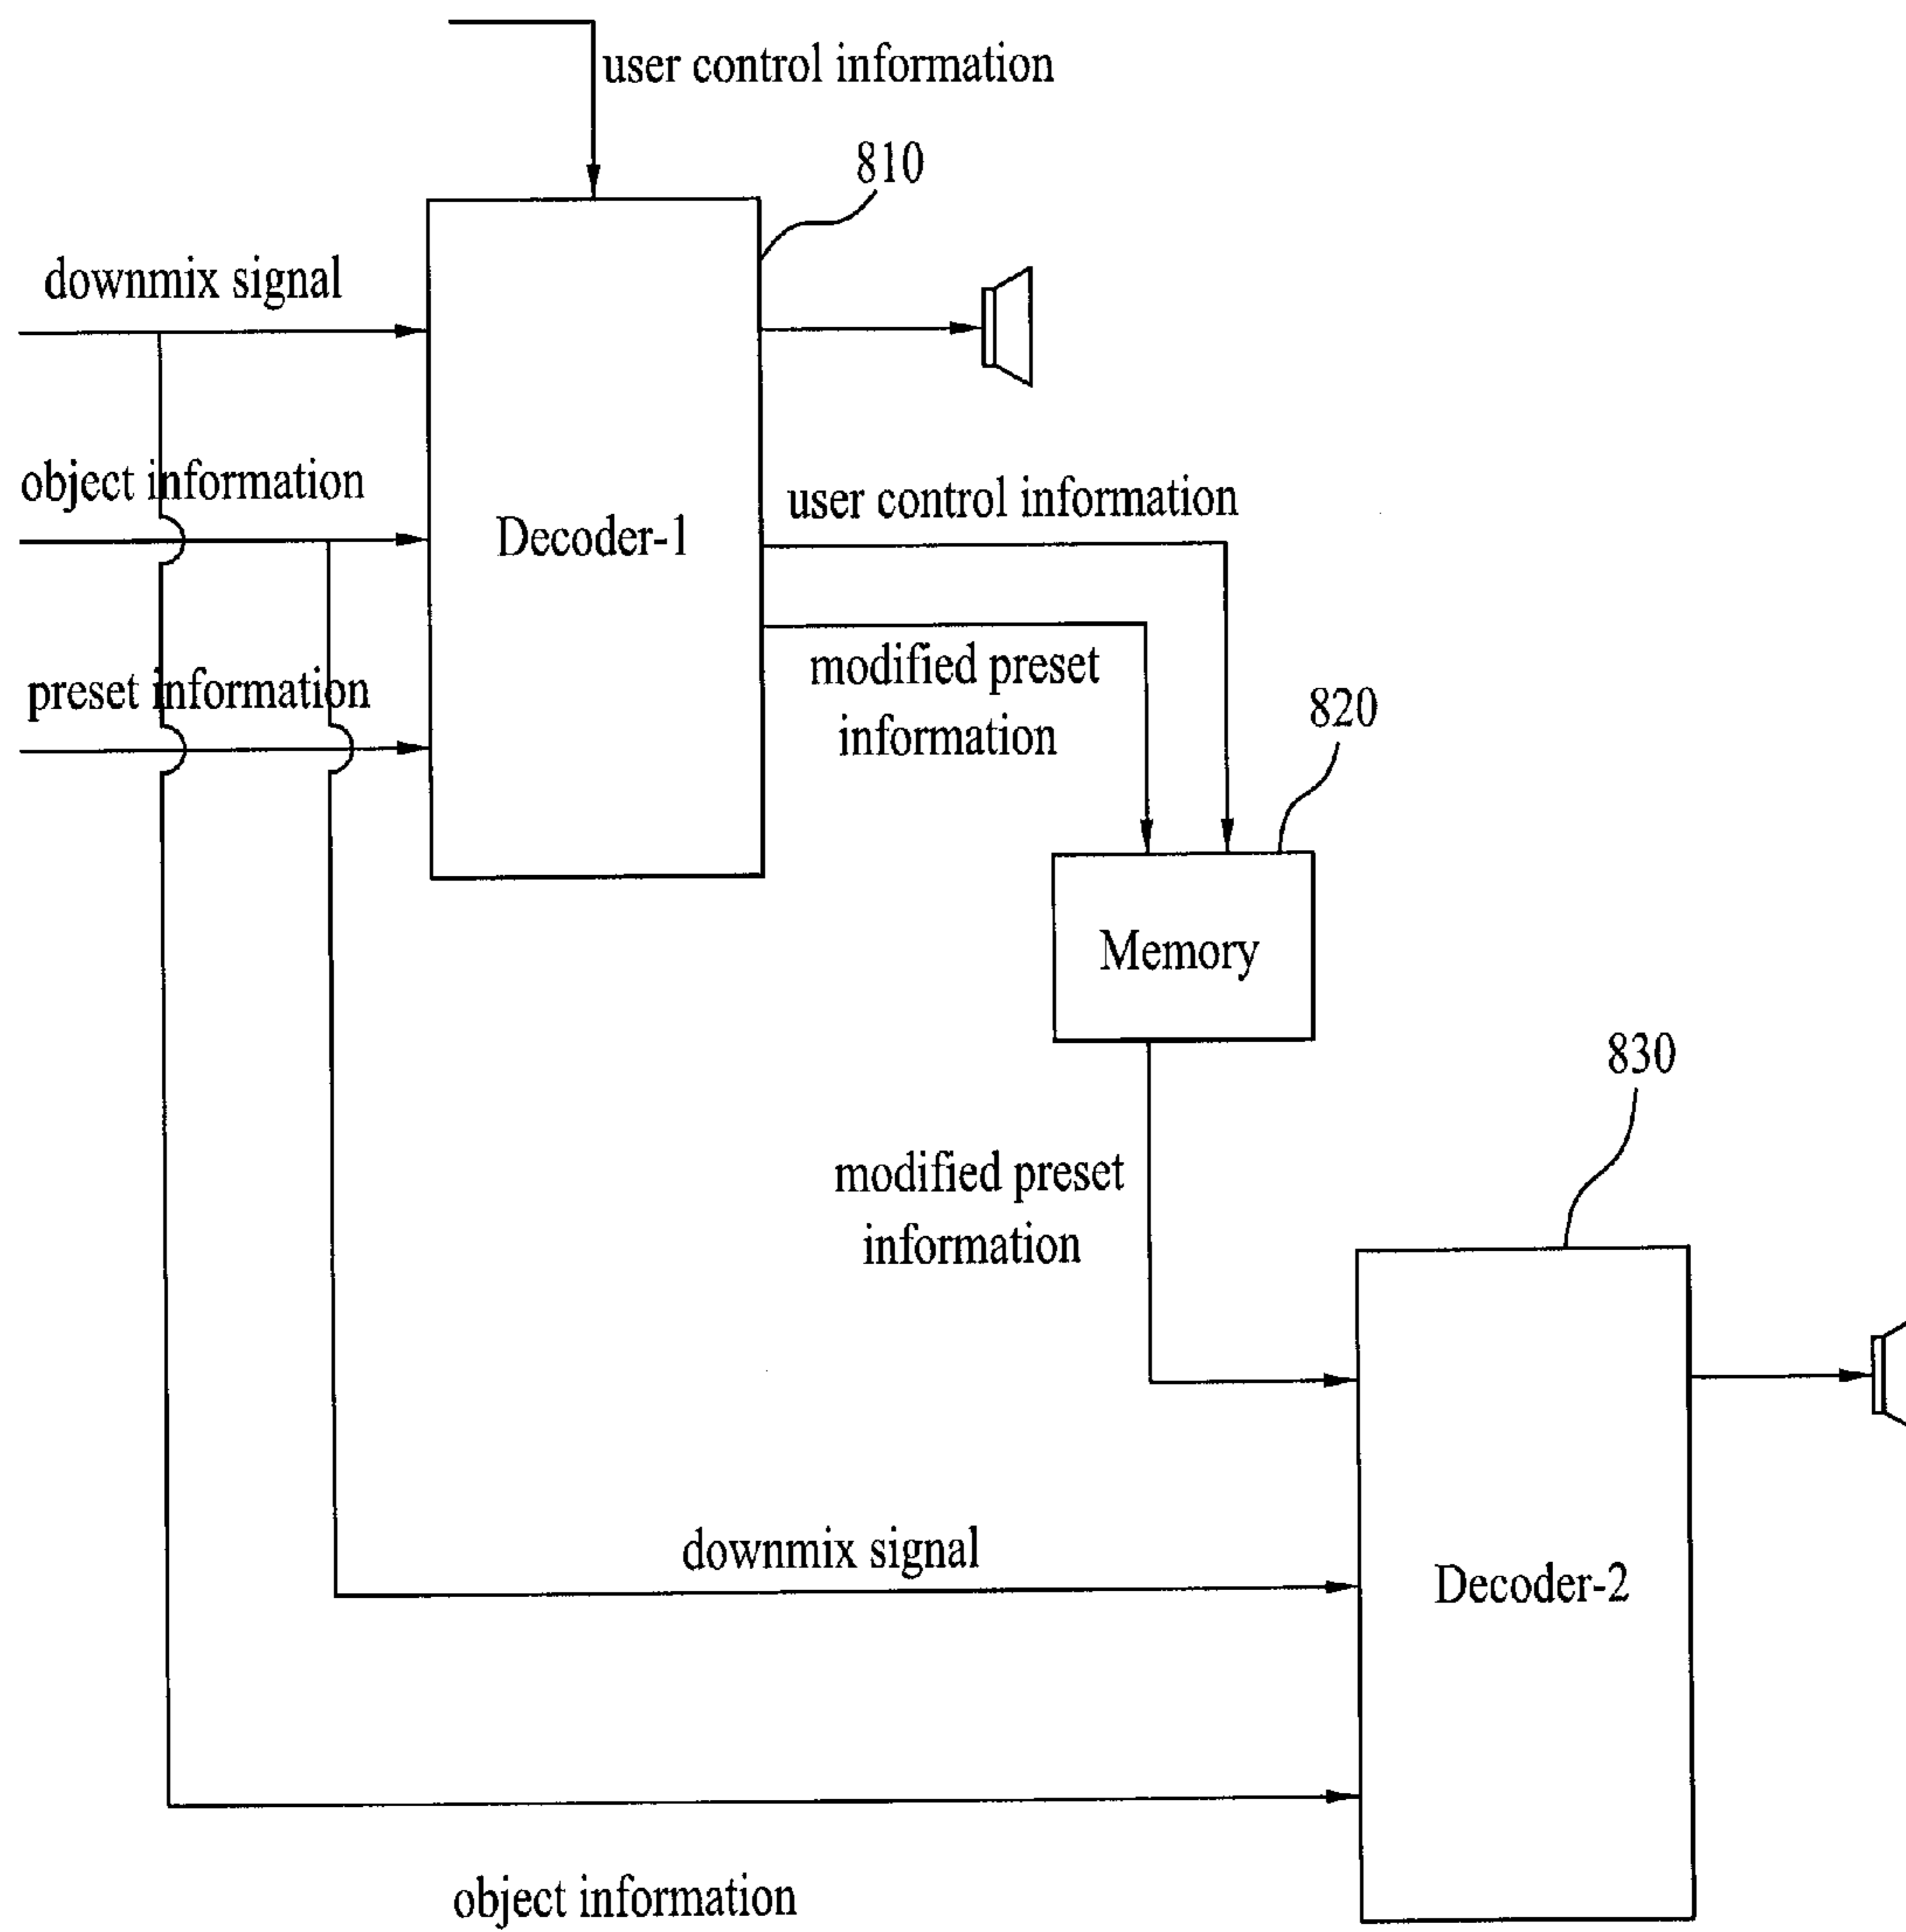 user control information
810
downmix signal
object information
user control information
Decoder-1
modified preset
information
preset information
820
Memory
830
modified preset
information
downmix signal
Decoder-2
object information